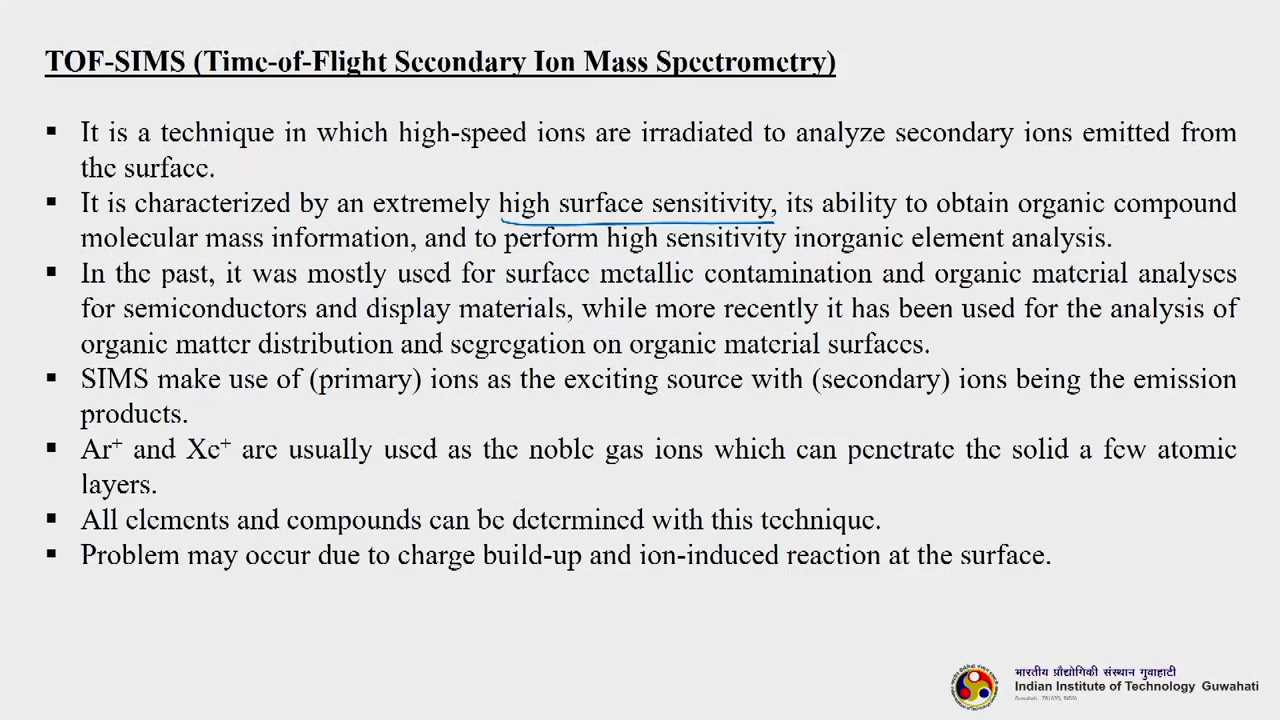 TOF-SIMS (Time-of-Flight Secondary Ion Mass Spectrometry)
▪ It is a technique in which high-speed ions are irradiated to analyze secondary ions emitted from
the surface.
▪ It is characterized by an extremely high surface sensitivity, its ability to obtain organic compound
molecular mass information, and to perform high sensitivity inorganic element analysis.
▪ In the past, it was mostly used for surface metallic contamination and organic material analyses
for semiconductors and display materials, while more recently it has been used for the analysis of
organic matter distribution and segregation on organic material surfaces.
▪ SIMS make use of (primary) ions as the exciting source with (secondary) ions being the emission
products.
▪ Ar⁺ and Xe⁺ are usually used as the noble gas ions which can penetrate the solid a few atomic
layers.
▪ All elements and compounds can be determined with this technique.
▪ Problem may occur due to charge build-up and ion-induced reaction at the surface.
भारतीय प्रौद्योगिकी संस्थान गुवाहाटी
Indian Institute of Technology Guwahati
Guwahati - 781039, INDIA